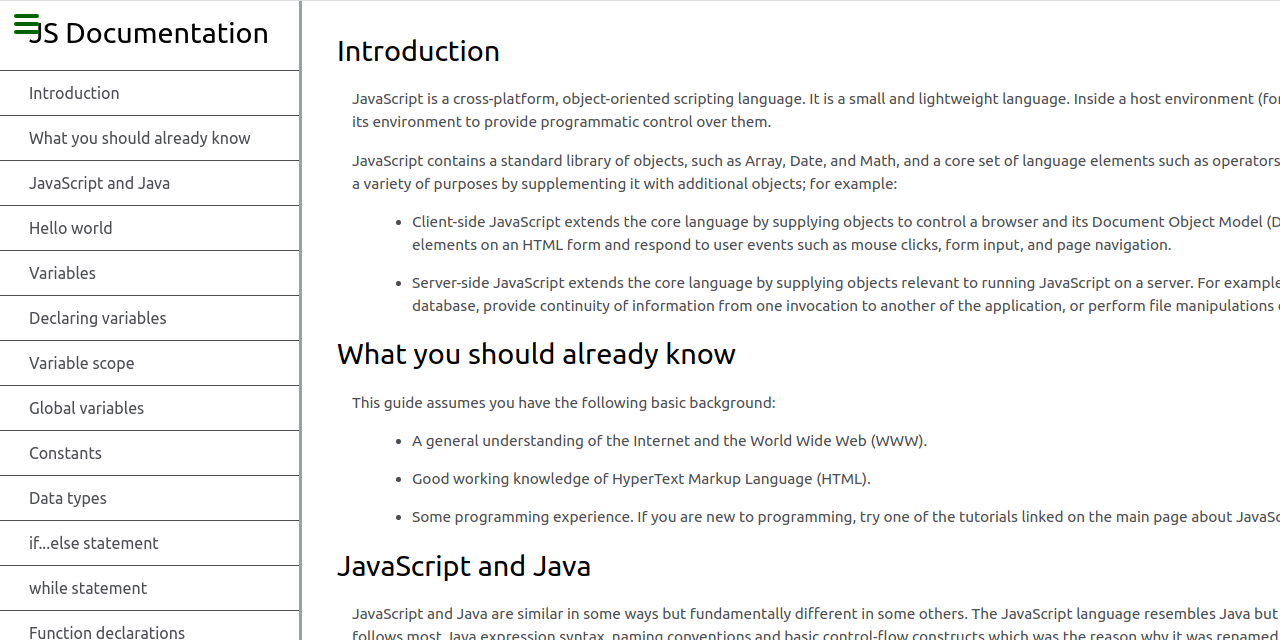 JS Documentation
Introduction
What you should already know
JavaScript and Java
Hello world
Variables
Declaring variables
Variable scope
Global variables
Constants
Data types
if...else statement
while statement
Function declarations
Introduction
JavaScript is a cross-platform, object-oriented scripting language. It is a small and lightweight language. Inside a host environment (for
its environment to provide programmatic control over them.
JavaScript contains a standard library of objects, such as Array, Date, and Math, and a core set of language elements such as operators
a variety of purposes by supplementing it with additional objects; for example:
• Client-side JavaScript extends the core language by supplying objects to control a browser and its Document Object Model (D
elements on an HTML form and respond to user events such as mouse clicks, form input, and page navigation.
• Server-side JavaScript extends the core language by supplying objects relevant to running JavaScript on a server. For example
database, provide continuity of information from one invocation to another of the application, or perform file manipulations
What you should already know
This guide assumes you have the following basic background:
• A general understanding of the Internet and the World Wide Web (WWW).
• Good working knowledge of HyperText Markup Language (HTML).
• Some programming experience. If you are new to programming, try one of the tutorials linked on the main page about JavaSc
JavaScript and Java
JavaScript and Java are similar in some ways but fundamentally different in some others. The JavaScript language resembles Java but
follows most Java expression syntax, naming conventions and basic control-flow constructs which was the reason why it was rename